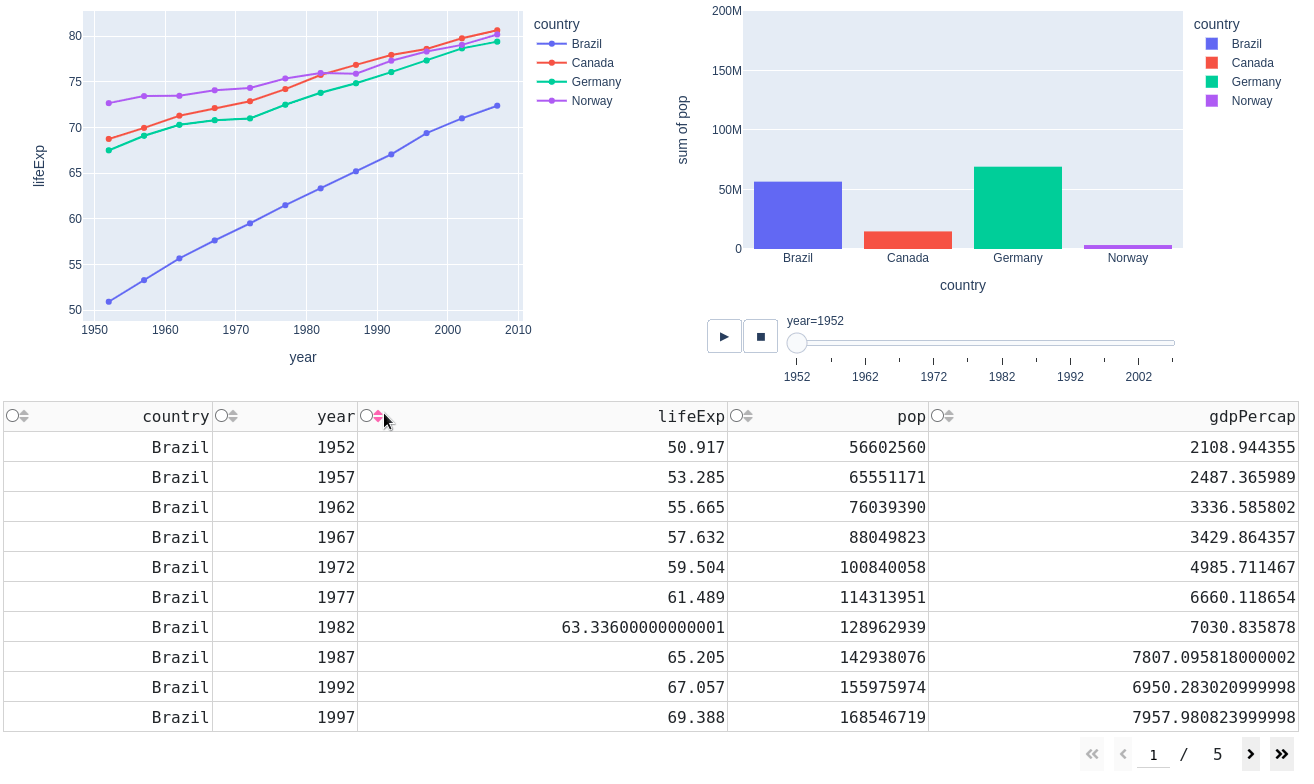 country
Brazil
Canada
Germany
Norway
80
75
70
65
60
55
50
lifeExp
1950 1960 1970 1980 1990 2000 2010
year
country
Brazil
Canada
Germany
Norway
200M
150M
100M
50M
0
sum of pop
Brazil Canada Germany Norway
country
year=1952
1952 1962 1972 1982 1992 2002
country year lifeExp pop gdpPercap
Brazil 1952 50.917 56602560 2108.944355
Brazil 1957 53.285 65551171 2487.365989
Brazil 1962 55.665 76039390 3336.585802
Brazil 1967 57.632 88049823 3429.864357
Brazil 1972 59.504 100840058 4985.711467
Brazil 1977 61.489 114313951 6660.118654
Brazil 1982 63.33600000000001 128962939 7030.835878
Brazil 1987 65.205 142938076 7807.095818000002
Brazil 1992 67.057 155975974 6950.283020999998
Brazil 1997 69.388 168546719 7957.980823999998
1 / 5